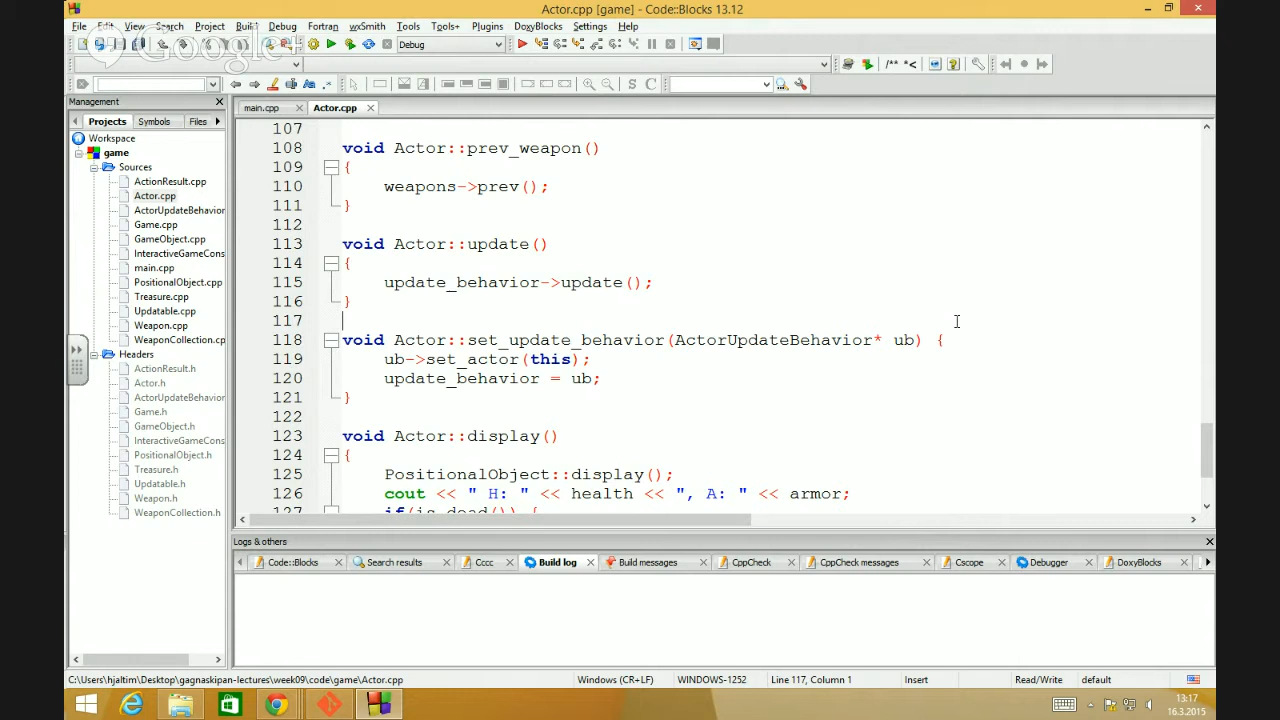 Actor.cpp [game] - Code::Blocks 13.12
File Edit View Search Project Build Debug Fortran wxSmith Tools Tools+ Plugins DoxyBlocks Settings Help
Google+
Debug
/** *<
S C
Management
Projects Symbols Files
main.cpp Actor.cpp
Workspace
game
Sources
ActionResult.cpp
Actor.cpp
ActorUpdateBehavior
Game.cpp
GameObject.cpp
InteractiveGameCons
main.cpp
PositionalObject.cpp
Treasure.cpp
Updatable.cpp
Weapon.cpp
WeaponCollection.cp
Headers
ActionResult.h
Actor.h
ActorUpdateBehavior
Game.h
GameObject.h
InteractiveGameCons
PositionalObject.h
Treasure.h
Updatable.h
Weapon.h
WeaponCollection.h
107
108 void Actor::prev_weapon()
109 {
110 weapons->prev();
111 }
112
113 void Actor::update()
114 {
115 update_behavior->update();
116 }
117
118 void Actor::set_update_behavior(ActorUpdateBehavior* ub) {
119 ub->set_actor(this);
120 update_behavior = ub;
121 }
122
123 void Actor::display()
124 {
125 PositionalObject::display();
126 cout << " H: " << health << ", A: " << armor;
127 if(is_dead()) {
Logs & others
Code::Blocks Search results Cccc Build log Build messages CppCheck CppCheck messages Cscope Debugger DoxyBlocks
C:\Users\hjaltim\Desktop\gagnaskipan-lectures\week09\code\game\Actor.cpp Windows (CR+LF) WINDOWS-1252 Line 117, Column 1 Insert Read/Write default
13:17
16.3.2015